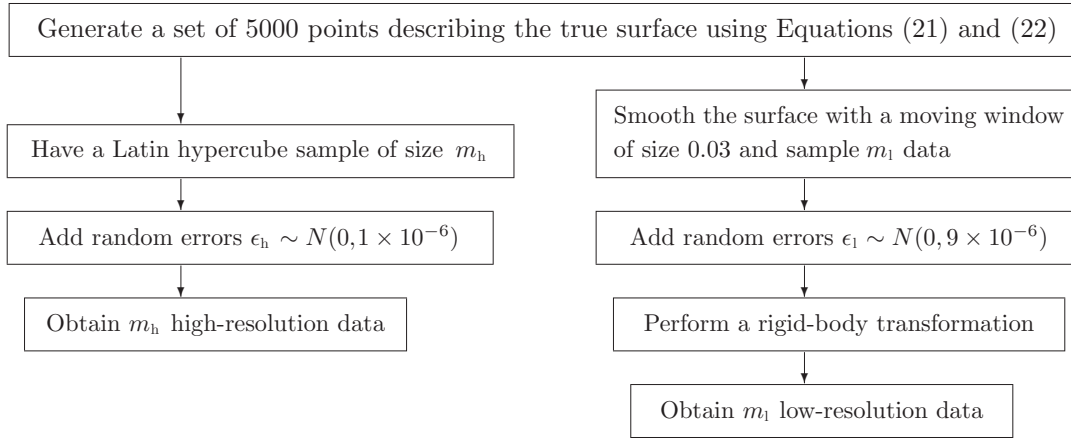 Generate a set of 5000 points describing the true surface using Equations (21) and (22)
Have a Latin hypercube sample of size m_h
Add random errors ϵ_h ∼ N(0, 1 × 10⁻⁶)
Obtain m_h high-resolution data
Smooth the surface with a moving window
of size 0.03 and sample m_l data
Add random errors ϵ_l ∼ N(0, 9 × 10⁻⁶)
Perform a rigid-body transformation
Obtain m_l low-resolution data